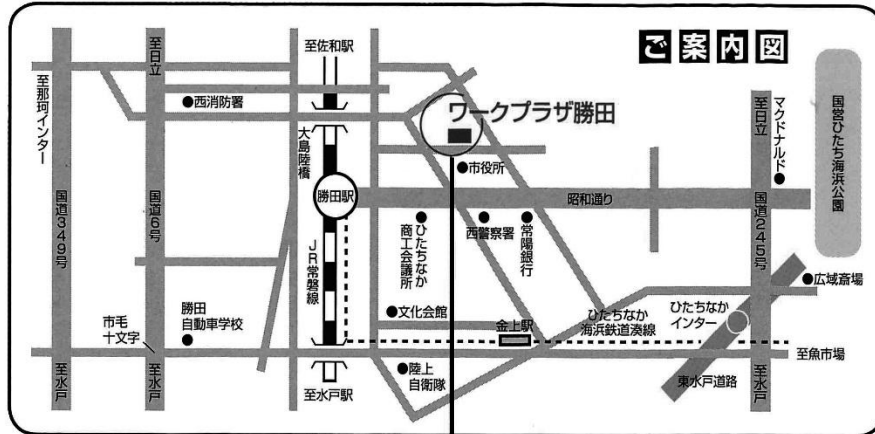 ご案内図
至佐和駅
至日立
至那珂インター
国道349号
至水戸
至日立
国道6号
至水戸
●西消防署
大島陸橋
勝田駅
JR常磐線
至水戸駅
ワークプラザ勝田
●市役所
昭和通り
ひたちなか
商工会議所
西警察署
常陽銀行
●文化会館
金上駅
ひたちなか
海浜鉄道湊線
●陸上
自衛隊
勝田
自動車学校
市毛
十文字
至日立
マクドナルド
国道245号
至水戸
国営ひたち海浜公園
●広域斎場
ひたちなか
インター
東水戸道路
至魚市場